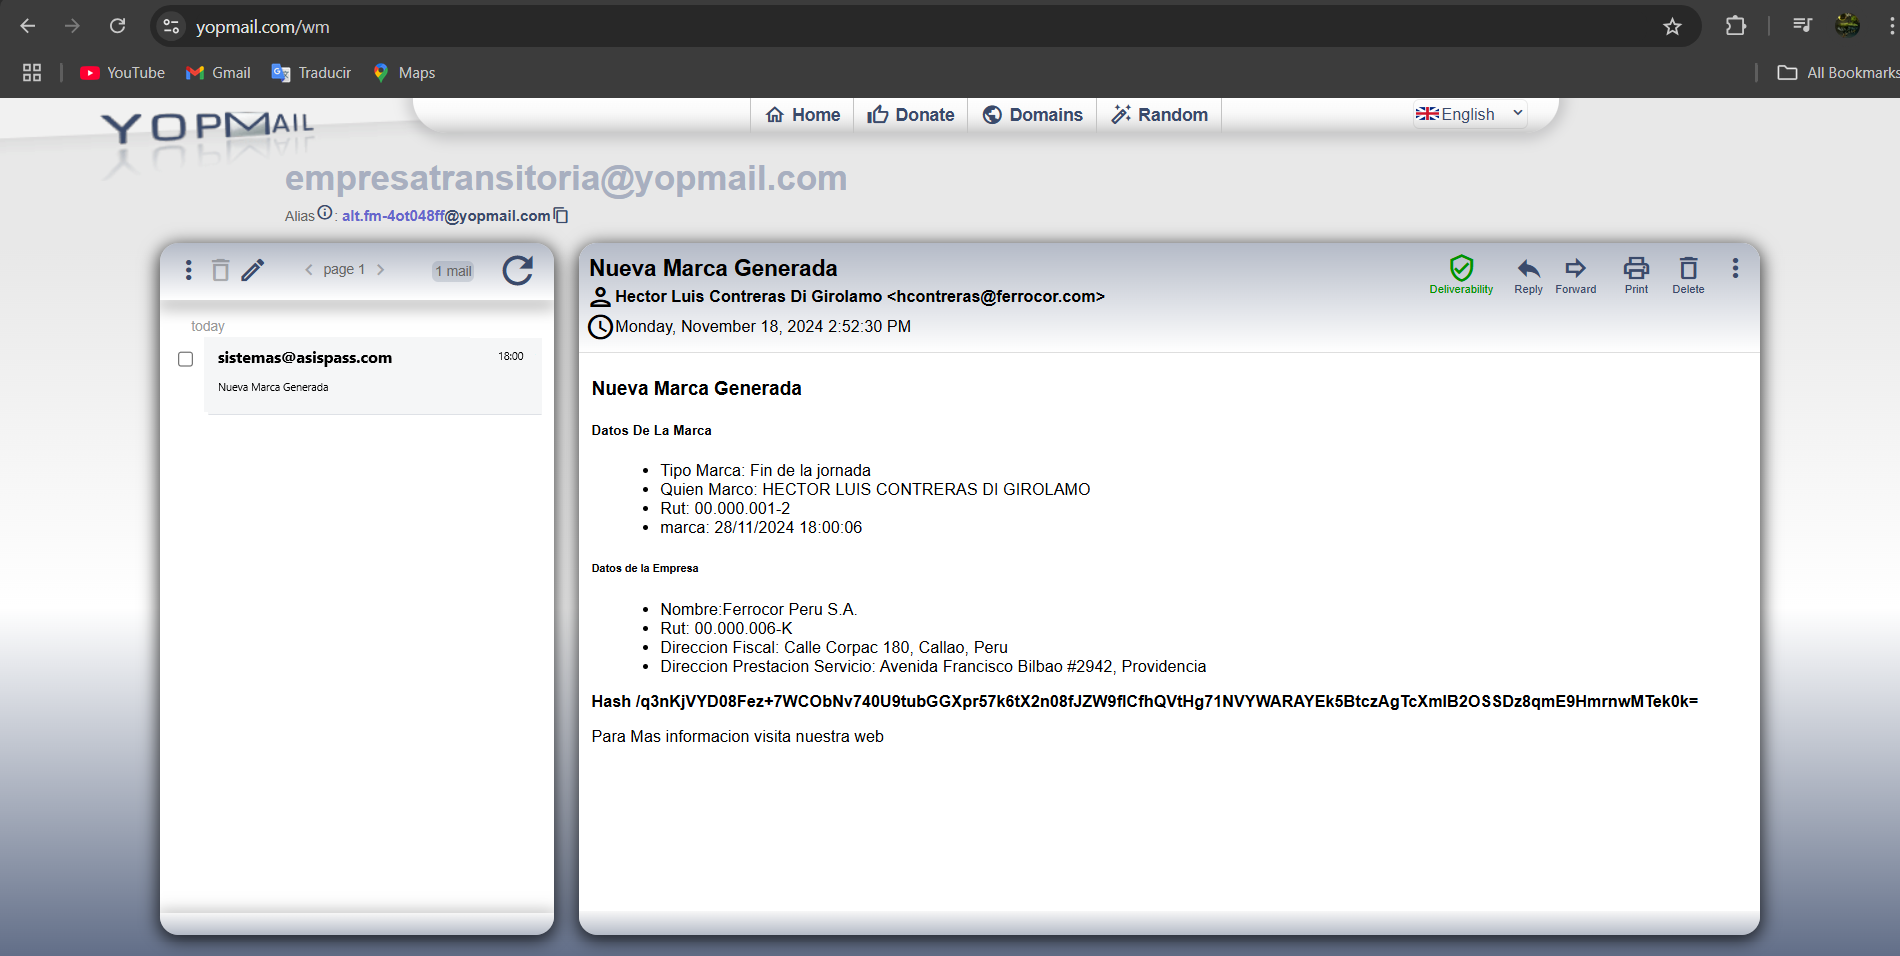 yopmail.com/wm
YouTube Gmail Traducir Maps All Bookmarks
YOPMAIL
Home Donate Domains Random English
empresatransitoria@yopmail.com
Alias : alt.fm-4ot048ff@yopmail.com
page 1 1 mail
today
sistemas@asispass.com 18:00
Nueva Marca Generada
Nueva Marca Generada
Hector Luis Contreras Di Girolamo <hcontreras@ferrocor.com>
Monday, November 18, 2024 2:52:30 PM
Deliverability Reply Forward Print Delete
Nueva Marca Generada
Datos De La Marca
• Tipo Marca: Fin de la jornada
• Quien Marco: HECTOR LUIS CONTRERAS DI GIROLAMO
• Rut: 00.000.001-2
• marca: 28/11/2024 18:00:06
Datos de la Empresa
• Nombre:Ferrocor Peru S.A.
• Rut: 00.000.006-K
• Direccion Fiscal: Calle Corpac 180, Callao, Peru
• Direccion Prestacion Servicio: Avenida Francisco Bilbao #2942, Providencia
Hash /q3nKjVYD08Fez+7WCObNv740U9tubGGXpr57k6tX2n08fJZW9flCfhQVtHg71NVYWARAYEk5BtczAgTcXmlB2OSSDz8qmE9HmrnwMTek0k=
Para Mas informacion visita nuestra web